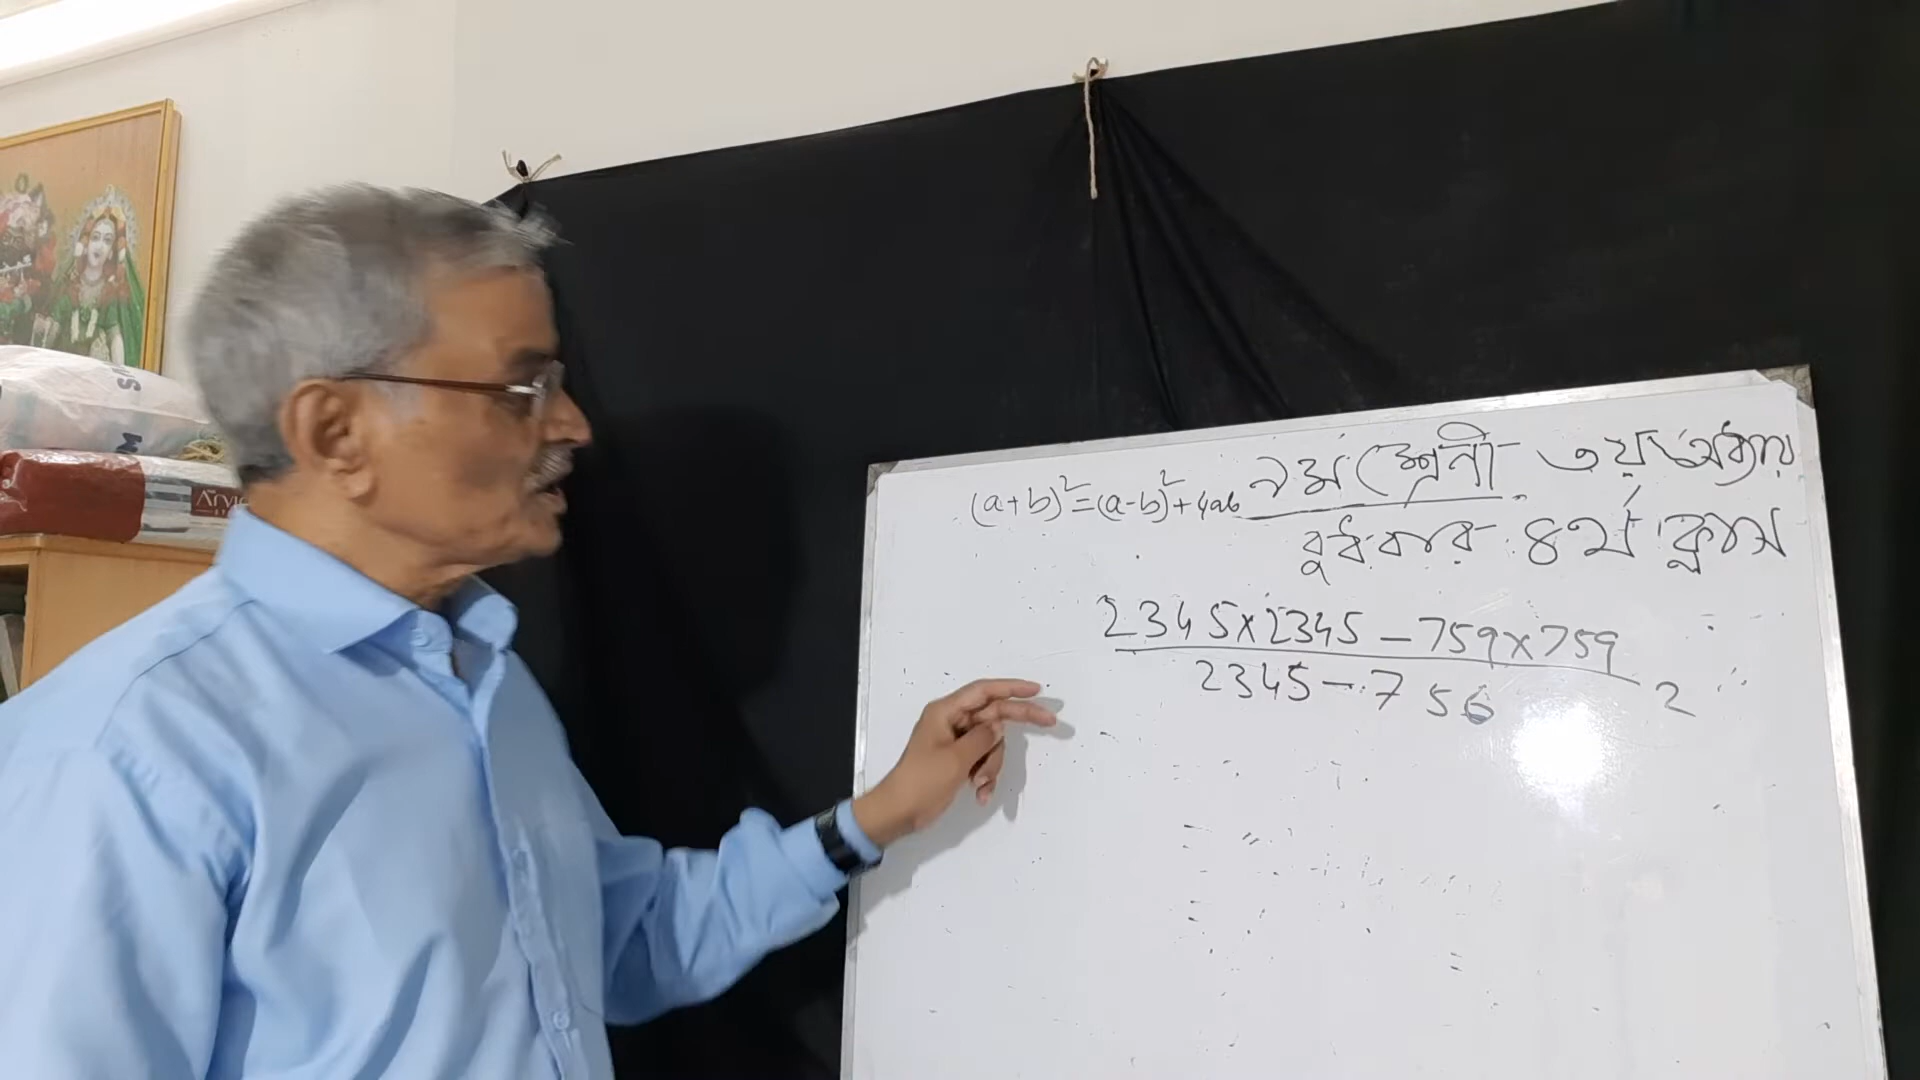 (a+b)²=(a-b)²+4ab ৯ম শ্রেণী ৩য় অধ্যায়
বুধবার ৪র্থ ক্লাস
2345×2345 – 759×759
2345 – 756 2